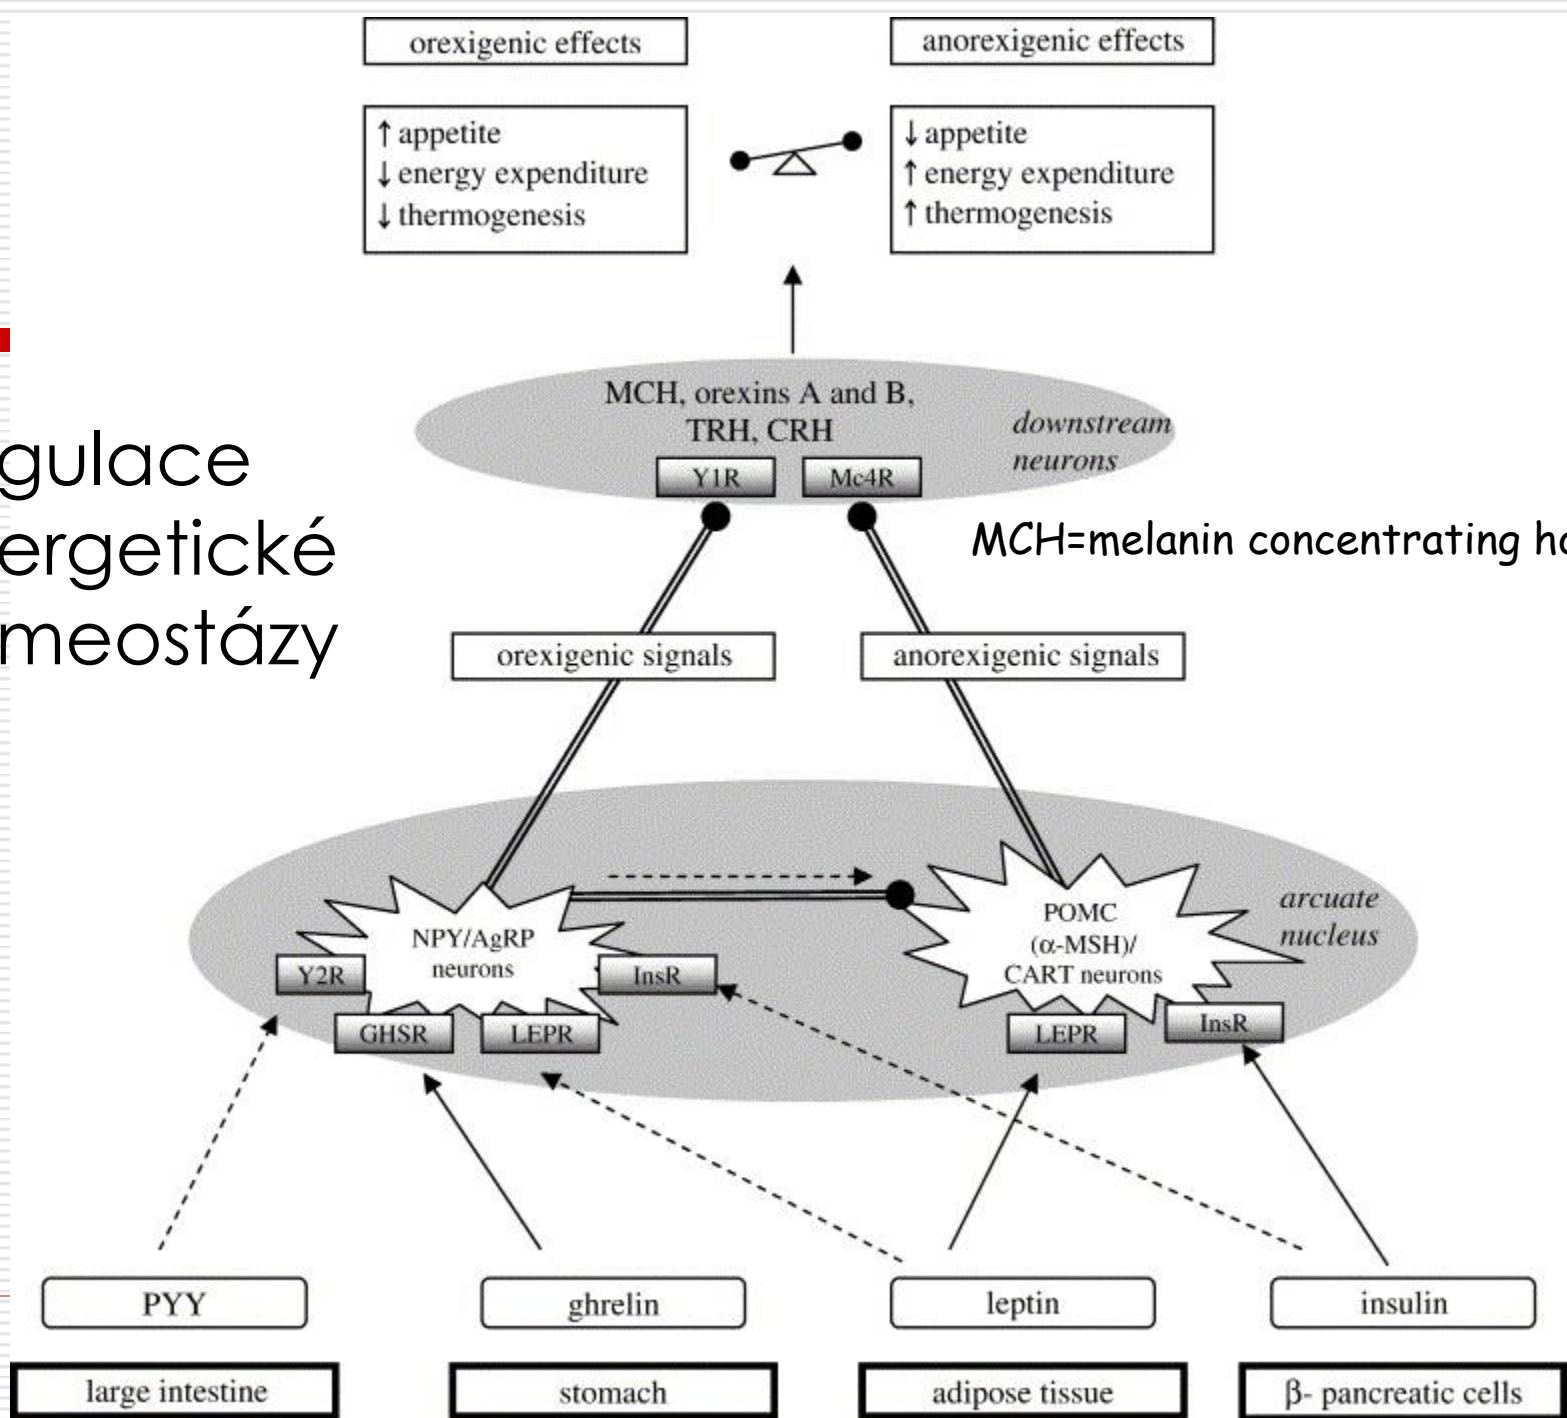 orexigenic effects
anorexigenic effects
↑ appetite
↓ energy expenditure
↓ thermogenesis
↓ appetite
↑ energy expenditure
↑ thermogenesis
MCH, orexins A and B,
TRH, CRH
downstream
neurons
Y1R
Mc4R
gulace
ergetické
meostázy
MCH=melanin concentrating
orexigenic signals
anorexigenic signals
NPY/AgRP
neurons
POMC
(α-MSH)/
CART neurons
arcuate
nucleus
Y2R
InsR
GHSR
LEPR
LEPR
InsR
PYY
ghrelin
leptin
insulin
large intestine
stomach
adipose tissue
β- pancreatic cells